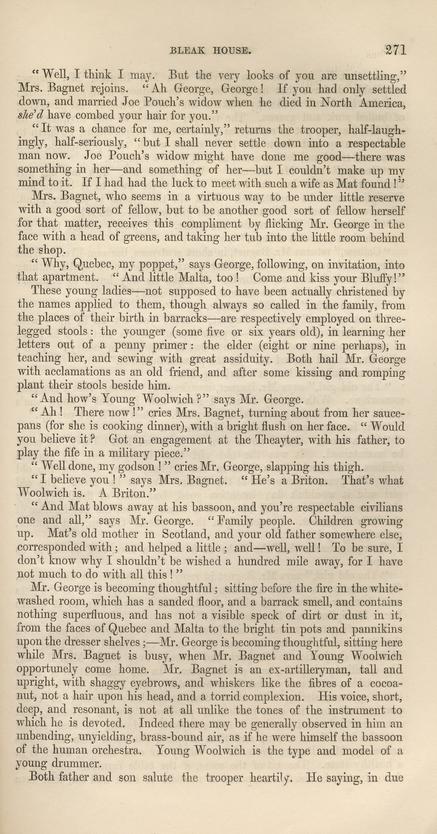 BLEAK HOUSE. 271
“Well, I think I may. But the very looks of you are unsettling,”
Mrs. Bagnet rejoins. “Ah George, George! If you had only settled
down, and married Joe Pouch's widow when he died in North America,
she'd have combed your hair for you.”
“It was a chance for me, certainly,” returns the trooper, half-laugh-
ingly, half-seriously, “but I shall never settle down into a respectable
man now. Joe Pouch's widow might have done me good—there was
something in her—and something of her—but I couldn't make up my
mind to it. If I had had the luck to meet with such a wife as Mat found!”
Mrs. Bagnet, who seems in a virtuous way to be under little reserve
with a good sort of fellow, but to be another good sort of fellow herself
for that matter, receives this compliment by flicking Mr. George in the
face with a head of greens, and taking her tub into the little room behind
the shop.
“Why, Quebec, my poppet,” says George, following, on invitation, into
that apartment. “And little Malta, too! Come and kiss your Bluffy!”
These young ladies—not supposed to have been actually christened by
the names applied to them, though always so called in the family, from
the places of their birth in barracks—are respectively employed on three-
legged stools: the younger (some five or six years old), in learning her
letters out of a penny primer: the elder (eight or nine perhaps), in
teaching her, and sewing with great assiduity. Both hail Mr. George
with acclamations as an old friend, and after some kissing and romping
plant their stools beside him.
“And how's Young Woolwich?” says Mr. George.
“Ah! There now!” cries Mrs. Bagnet, turning about from her sauce-
pans (for she is cooking dinner), with a bright flush on her face. “Would
you believe it? Got an engagement at the Theayter, with his father, to
play the fife in a military piece.”
“Well done, my godson!” cries Mr. George, slapping his thigh.
“I believe you!” says Mrs. Bagnet. “He's a Briton. That's what
Woolwich is. A Briton.”
“And Mat blows away at his bassoon, and you're respectable civilians
one and all,” says Mr. George. “Family people. Children growing
up. Mat's old mother in Scotland, and your old father somewhere else,
corresponded with; and helped a little; and—well, well! To be sure, I
don't know why I shouldn't be wished a hundred mile away, for I have
not much to do with all this!”
Mr. George is becoming thoughtful; sitting before the fire in the white-
washed room, which has a sanded floor, and a barrack smell, and contains
nothing superfluous, and has not a visible speck of dirt or dust in it,
from the faces of Quebec and Malta to the bright tin pots and pannikins
upon the dresser shelves;—Mr. George is becoming thoughtful, sitting here
while Mrs. Bagnet is busy, when Mr. Bagnet and Young Woolwich
opportunely come home. Mr. Bagnet is an ex-artilleryman, tall and
upright, with shaggy eyebrows, and whiskers like the fibres of a cocoa-
nut, not a hair upon his head, and a torrid complexion. His voice, short,
deep, and resonant, is not at all unlike the tones of the instrument to
which he is devoted. Indeed there may be generally observed in him an
unbending, unyielding, brass-bound air, as if he were himself the bassoon
of the human orchestra. Young Woolwich is the type and model of a
young drummer.
Both father and son salute the trooper heartily. He saying, in due